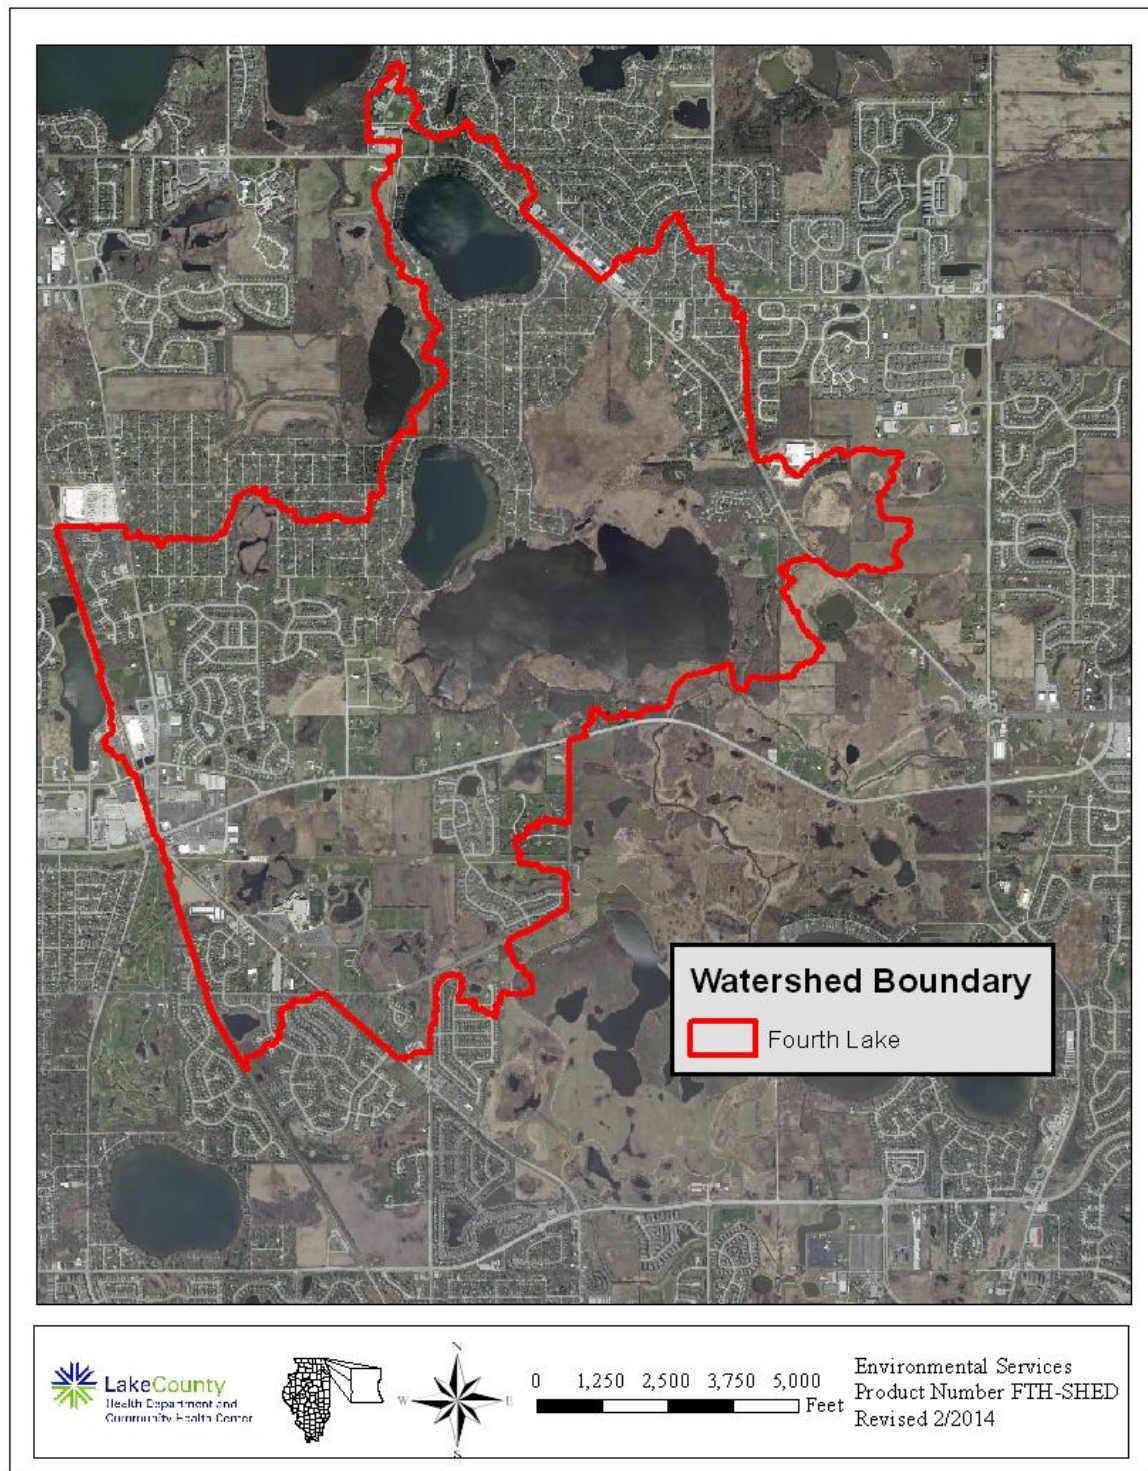 Watershed Boundary
Fourth Lake
LakeCounty
Health Department and
Community Health Center
N
W
E
S
0 1,250 2,500 3,750 5,000
Feet
Environmental Services
Product Number FTH-SHED
Revised 2/2014